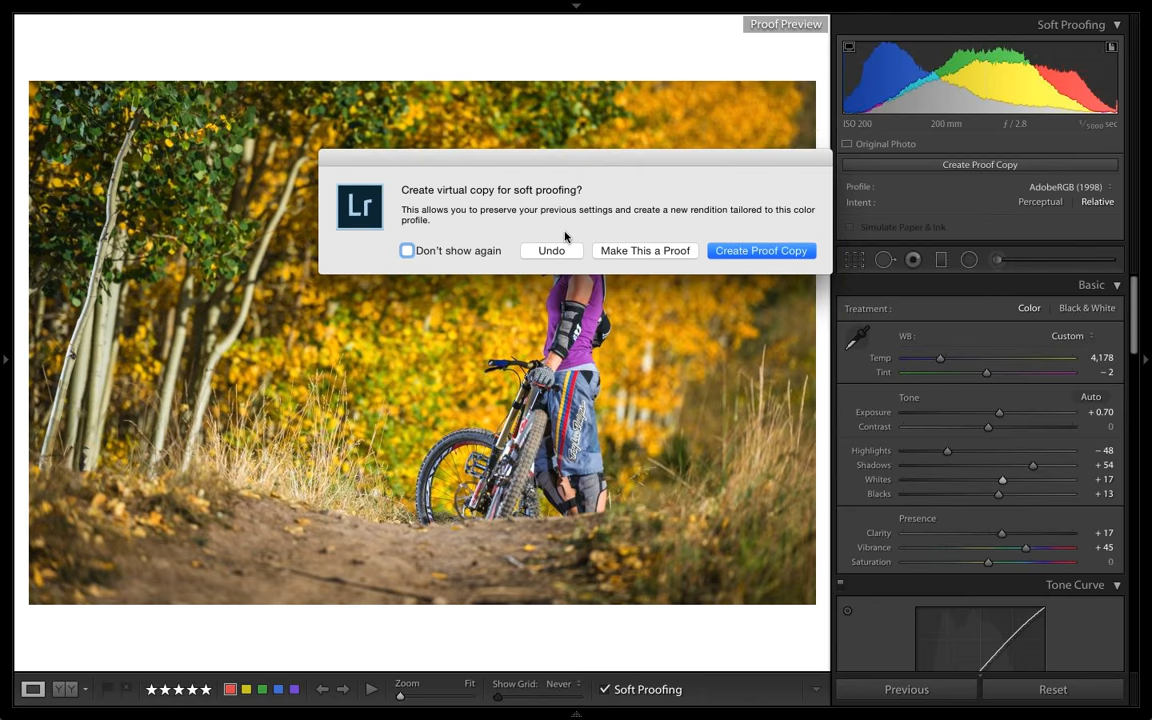 Proof Preview
Soft Proofing
ISO 200 200 mm ƒ / 2.8 1/5000 sec
Original Photo
Create Proof Copy
Profile : AdobeRGB (1998)
Intent : Perceptual Relative
Simulate Paper & Ink
Create virtual copy for soft proofing?
This allows you to preserve your previous settings and create a new rendition tailored to this color
profile.
Lr
Don't show again Undo Make This a Proof Create Proof Copy
Basic
Treatment : Color Black & White
WB : Custom
Temp 4,178
Tint − 2
Tone Auto
Exposure + 0.70
Contrast 0
Highlights − 48
Shadows + 54
Whites + 17
Blacks + 13
Presence
Clarity + 17
Vibrance + 45
Saturation 0
Tone Curve
YY Zoom Fit Show Grid: Never Soft Proofing
Previous Reset